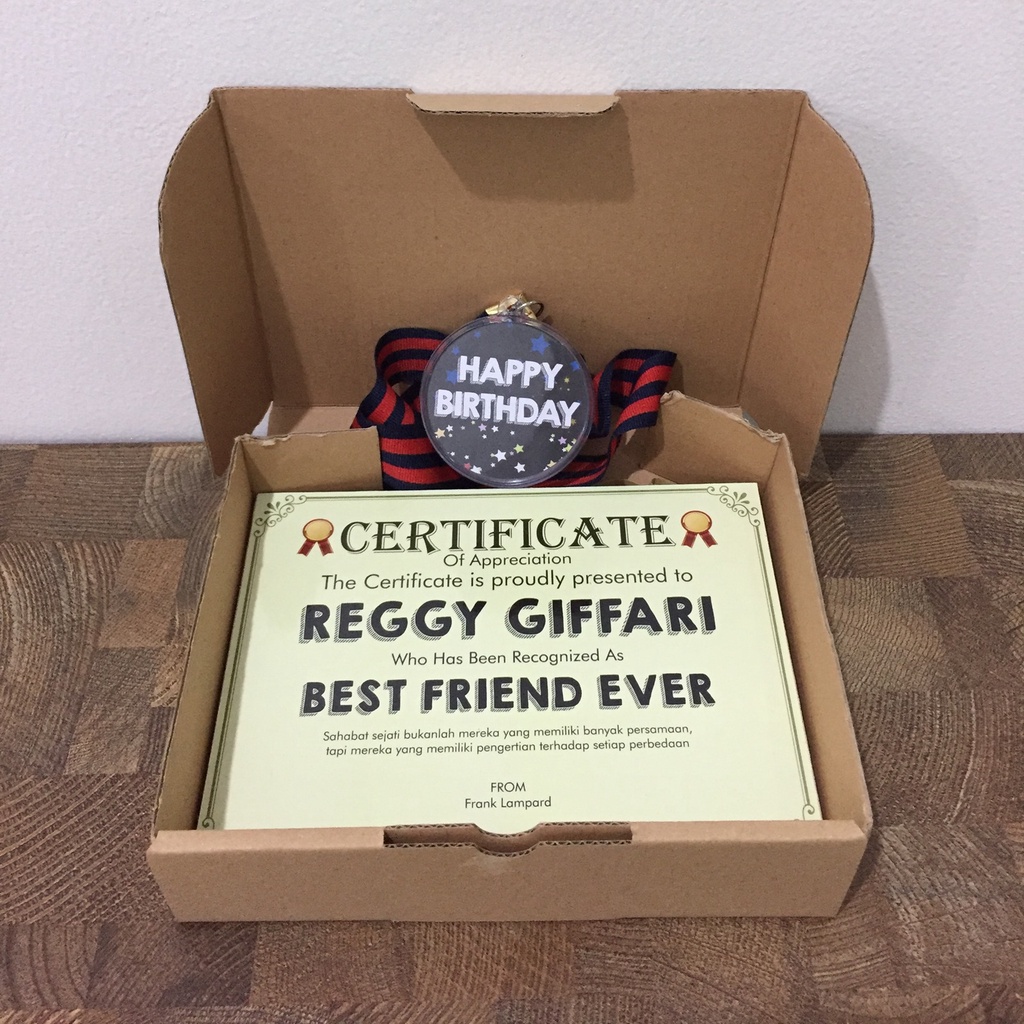 HAPPY
BIRTHDAY
CERTIFICATE
Of Appreciation
The Certificate is proudly presented to
REGGY GIFFARI
Who Has Been Recognized As
BEST FRIEND EVER
Sahabat sejati bukanlah mereka yang memiliki banyak persamaan,
tapi mereka yang memiliki pengertian terhadap setiap perbedaan
FROM
Frank Lampard